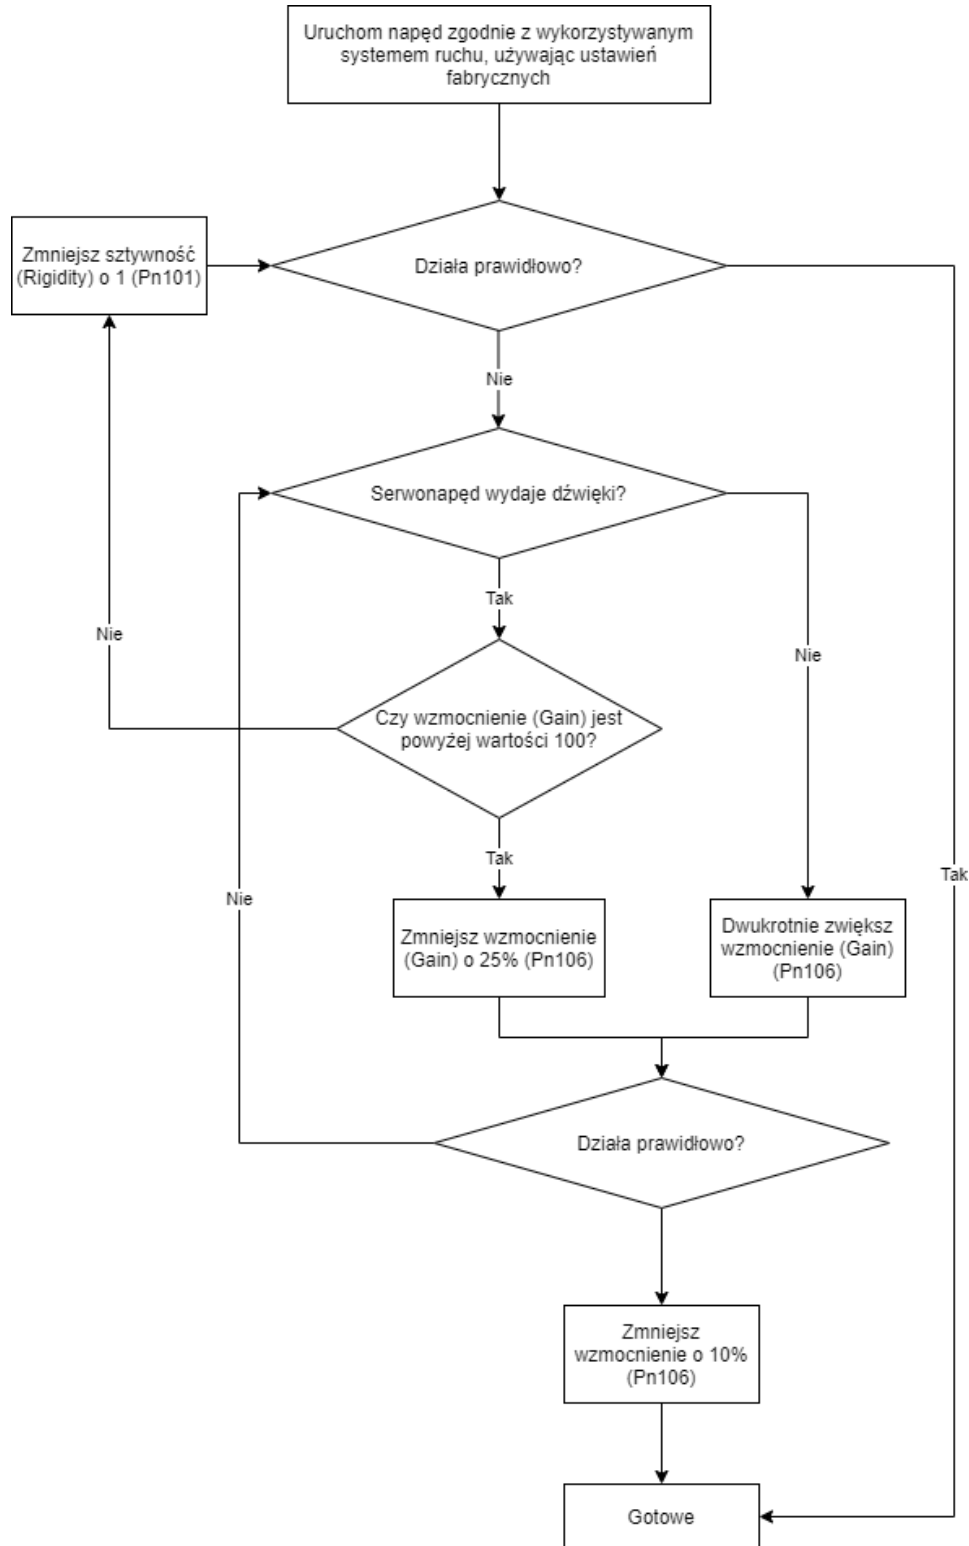 Uruchom napęd zgodnie z wykorzystywanym
systemem ruchu, używając ustawień
fabrycznych
Zmniejsz sztywność
(Rigidity) o 1 (Pn101)
Działa prawidłowo?
Nie
Serwonapęd wydaje dźwięki?
Tak
Nie
Nie
Czy wzmocnienie (Gain) jest
powyżej wartości 100?
Tak
Tak
Nie
Zmniejsz wzmocnienie
(Gain) o 25% (Pn106)
Dwukrotnie zwiększ
wzmocnienie (Gain)
(Pn106)
Działa prawidłowo?
Zmniejsz
wzmocnienie o 10%
(Pn106)
Gotowe